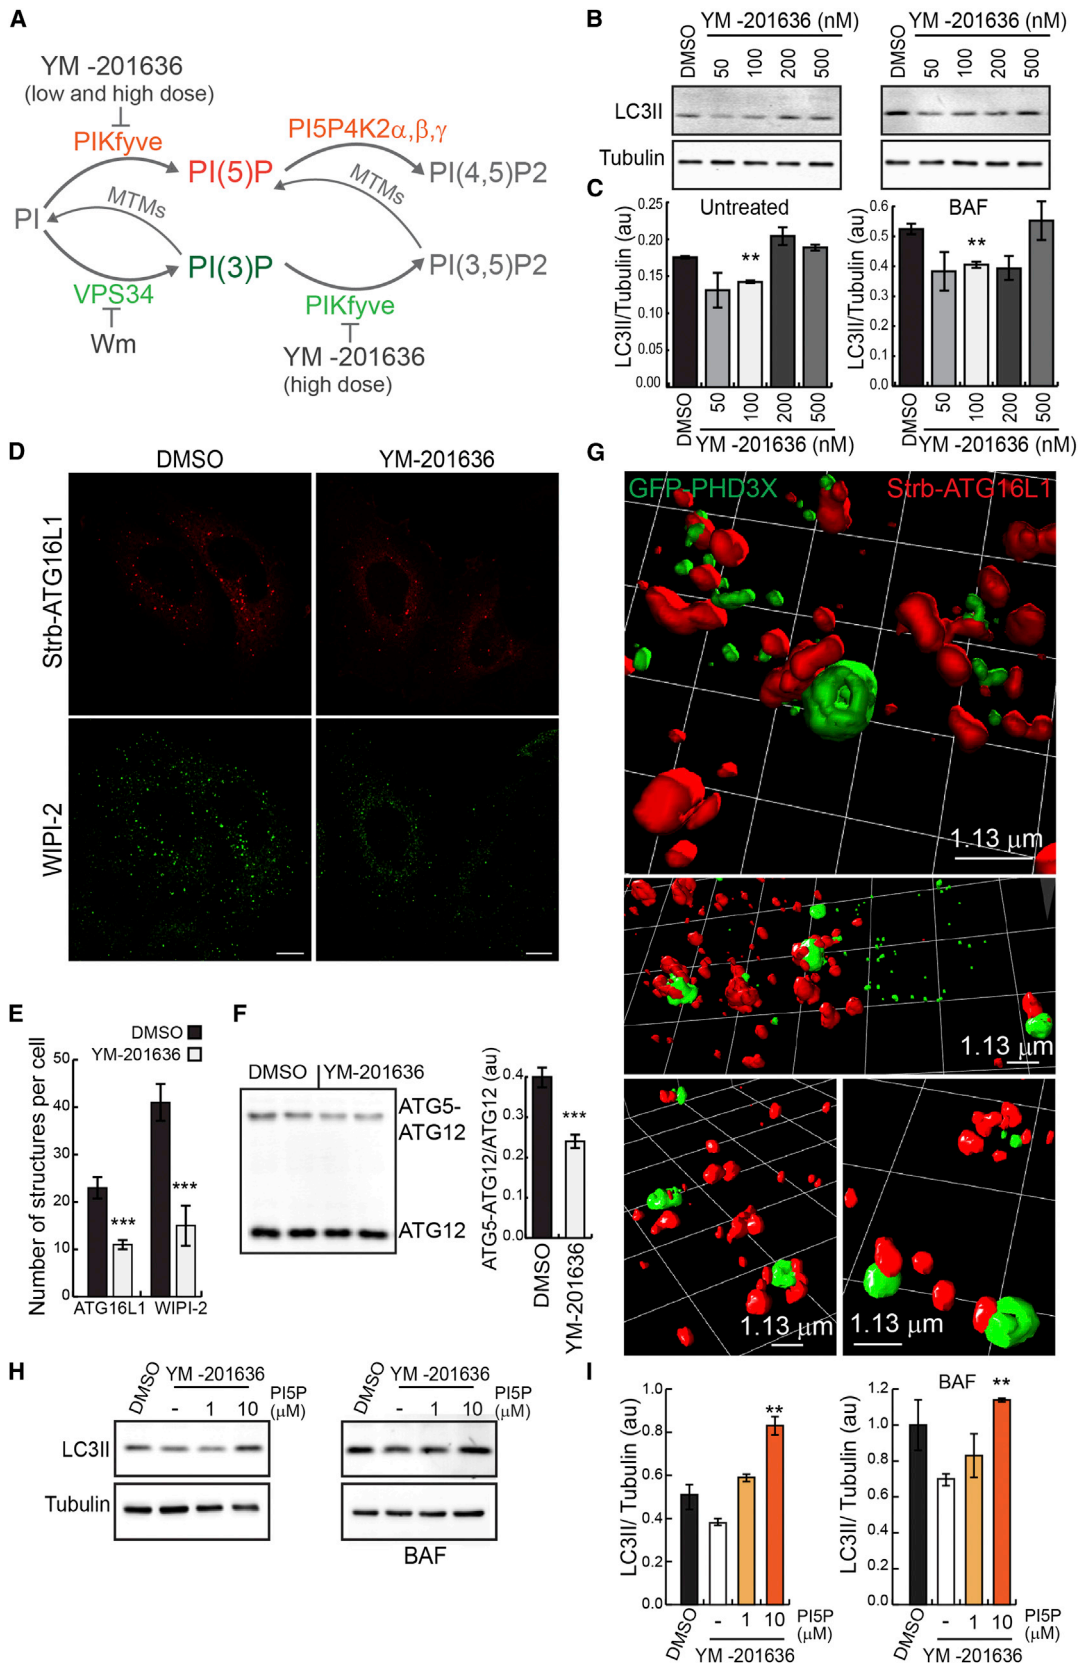 A
YM -201636
(low and high dose)
PIKfyve
PI5P4K2α,β,γ
PI(5)P
PI(4,5)P2
MTMs
MTMs
PI
PI(3)P
PI(3,5)P2
VPS34
PIKfyve
Wm
YM -201636
(high dose)
B
YM -201636 (nM)
YM -201636 (nM)
DMSO 50 100 200 500
DMSO 50 100 200 500
LC3II
Tubulin
C
Untreated
LC3II/Tubulin (au)
0.25
0.20
0.15
0.10
0.05
0.00
**
DMSO 50 100 200 500
YM -201636 (nM)
BAF
LC3II/Tubulin (au)
0.6
0.5
0.4
0.3
0.2
0.1
0.0
**
DMSO 50 100 200 500
YM -201636 (nM)
D
DMSO
YM-201636
Strb-ATG16L1
WIPI-2
E
DMSO
YM-201636
Number of structures per cell
50
40
30
20
10
0
***
***
ATG16L1 WIPI-2
F
DMSO YM-201636
ATG5-
ATG12
ATG12
ATG5-ATG12/ATG12 (au)
0.4
0.3
0.2
0.1
0.0
***
DMSO
YM-201636
G
GFP-PHD3X
Strb-ATG16L1
1.13 µm
1.13 µm
1.13 µm
1.13 µm
H
DMSO YM -201636
- 1 10 PI5P
(µM)
LC3II
Tubulin
DMSO YM -201636
- 1 10 PI5P
(µM)
BAF
I
LC3II/ Tubulin (au)
1.0
0.8
0.6
0.4
0.2
0.0
**
DMSO - 1 10 PI5P
(µM)
YM -201636
BAF
LC3II/ Tubulin (au)
1.2
1.0
0.8
0.6
0.4
0.2
0.0
**
DMSO - 1 10 PI5P
(µM)
YM -201636